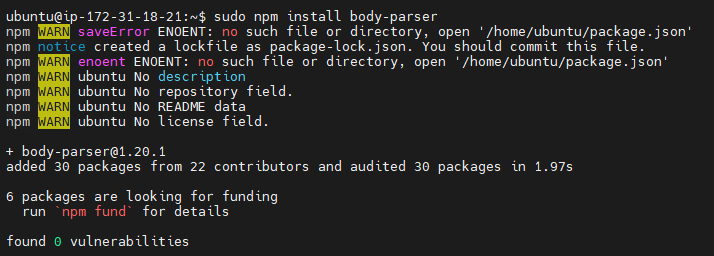 ubuntu@ip-172-31-18-21:~$ sudo npm install body-parser
npm WARN saveError ENOENT: no such file or directory, open '/home/ubuntu/package.json'
npm notice created a lockfile as package-lock.json. You should commit this file.
npm WARN enoent ENOENT: no such file or directory, open '/home/ubuntu/package.json'
npm WARN ubuntu No description
npm WARN ubuntu No repository field.
npm WARN ubuntu No README data
npm WARN ubuntu No license field.
+ body-parser@1.20.1
added 30 packages from 22 contributors and audited 30 packages in 1.97s
6 packages are looking for funding
run `npm fund` for details
found 0 vulnerabilities